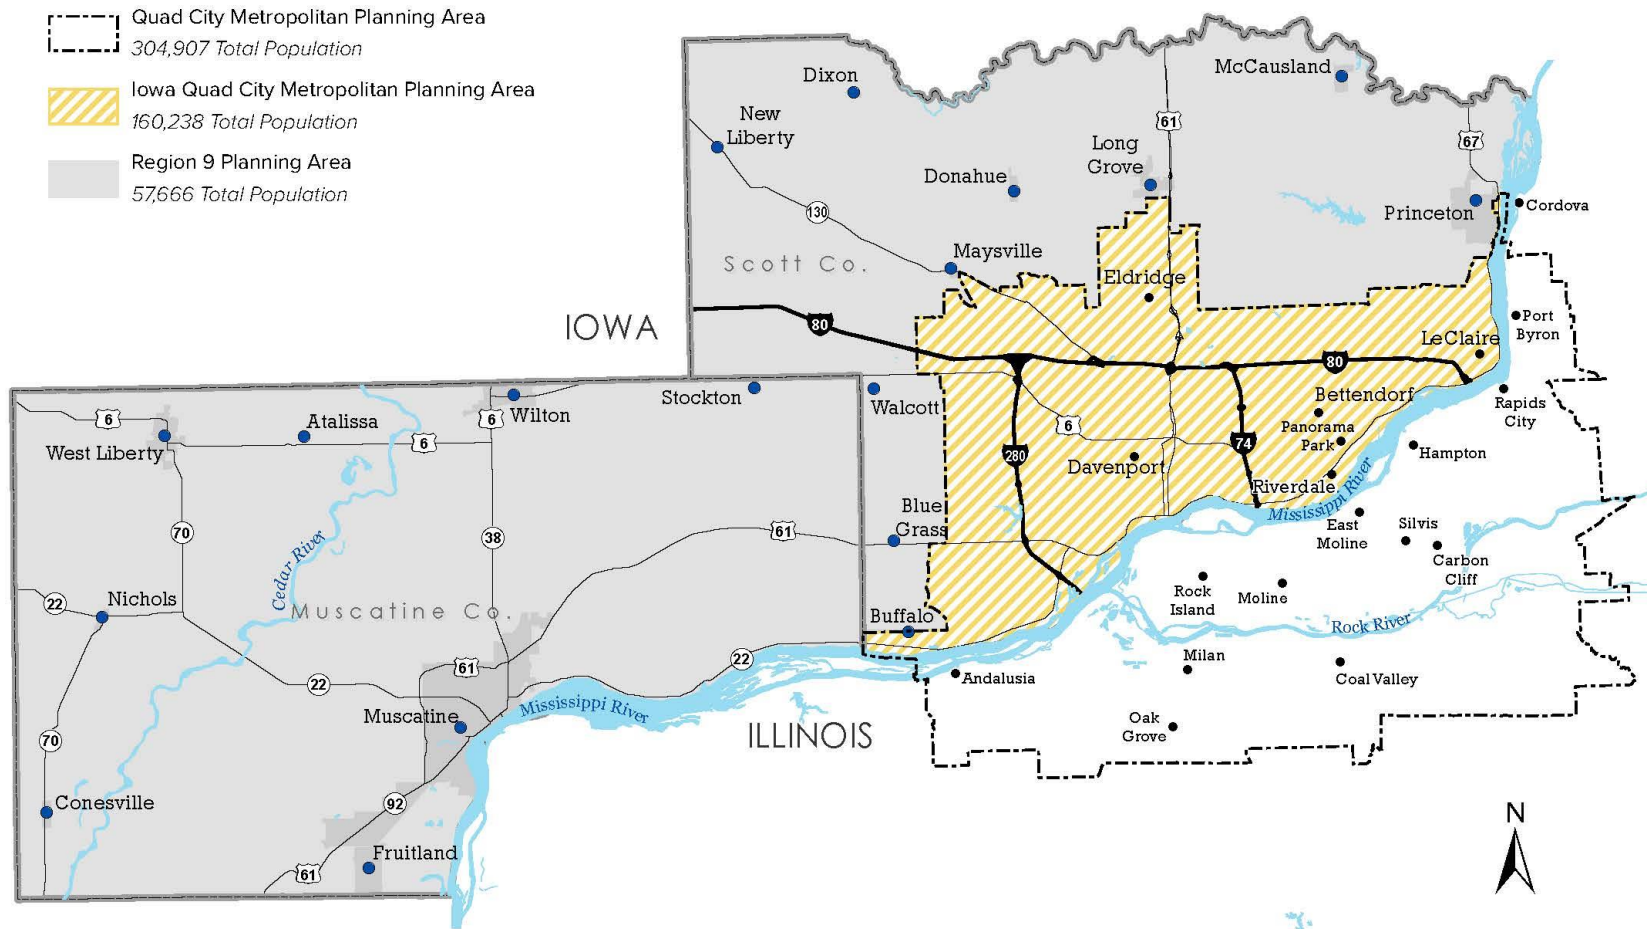 Quad City Metropolitan Planning Area
304,907 Total Population
Iowa Quad City Metropolitan Planning Area
160,238 Total Population
Region 9 Planning Area
57,666 Total Population
Dixon
McCausland
New
Liberty
61
67
Long
Grove
Donahue
130
Princeton
Cordova
Maysville
Scott Co.
Eldridge
IOWA
80
Port
Byron
LeClaire
80
Stockton
Walcott
Bettendorf
Rapids
City
6
Wilton
6
Atalissa
6
West Liberty
6
Panorama
Park
74
280
Davenport
Hampton
Riverdale
Mississippi River
Blue
Grass
61
70
38
Cedar River
East
Moline
Silvis
Carbon
Cliff
Rock
Island
Moline
22
Nichols
Muscatine Co.
Buffalo
Rock River
61
22
Milan
Andalusia
Coal Valley
22
Mississippi River
Muscatine
ILLINOIS
Oak
Grove
70
Conesville
92
N
Fruitland
61